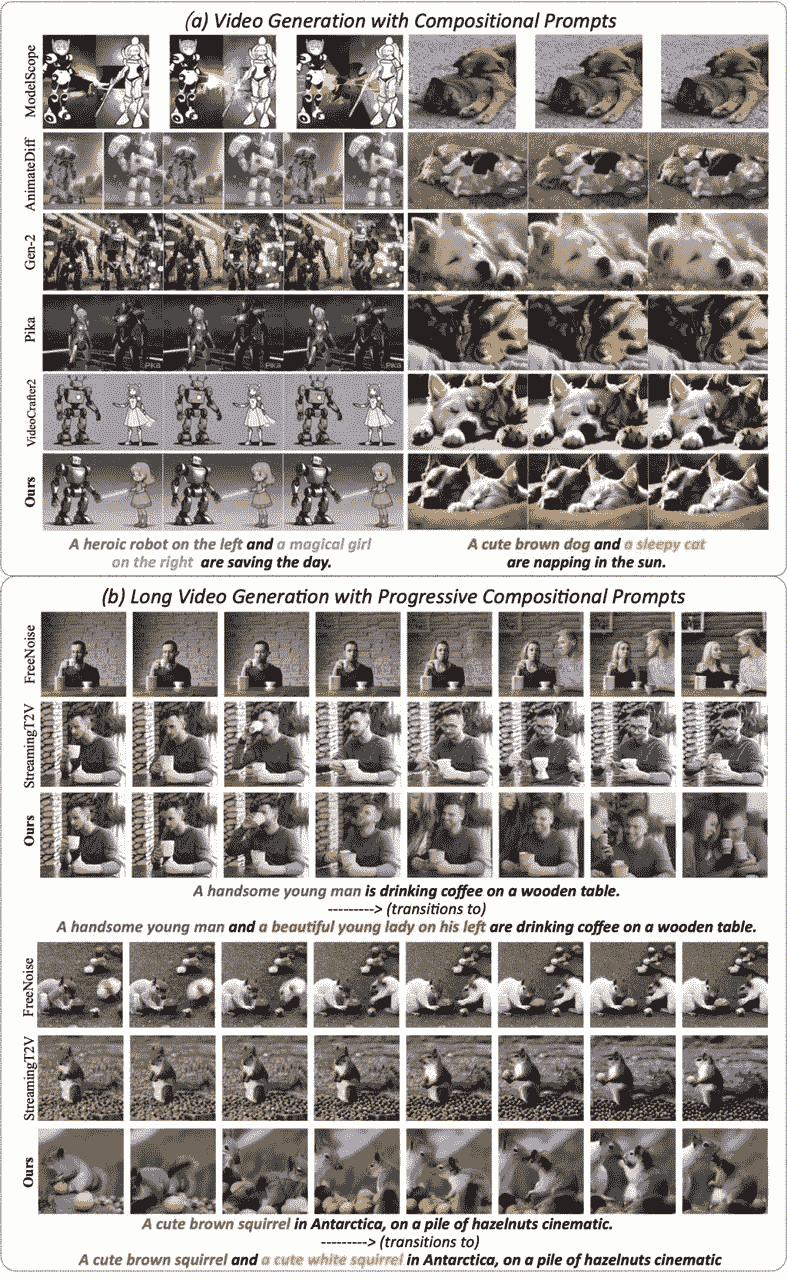 (a) Video Generation with Compositional Prompts
ModelScope
AnimateDiff
Gen-2
Pika
Pika
Pika
Pika
VideoCrafter2
Ours
A heroic robot on the left and a magical girl
on the right are saving the day.
A cute brown dog and a sleepy cat
are napping in the sun.
(b) Long Video Generation with Progressive Compositional Prompts
FreeNoise
StreamingT2V
Ours
A handsome young man is drinking coffee on a wooden table.
---------> (transitions to)
A handsome young man and a beautiful young lady on his left are drinking coffee on a wooden table.
FreeNoise
StreamingT2V
Ours
A cute brown squirrel in Antarctica, on a pile of hazelnuts cinematic.
---------> (transitions to)
A cute brown squirrel and a cute white squirrel in Antarctica, on a pile of hazelnuts cinematic